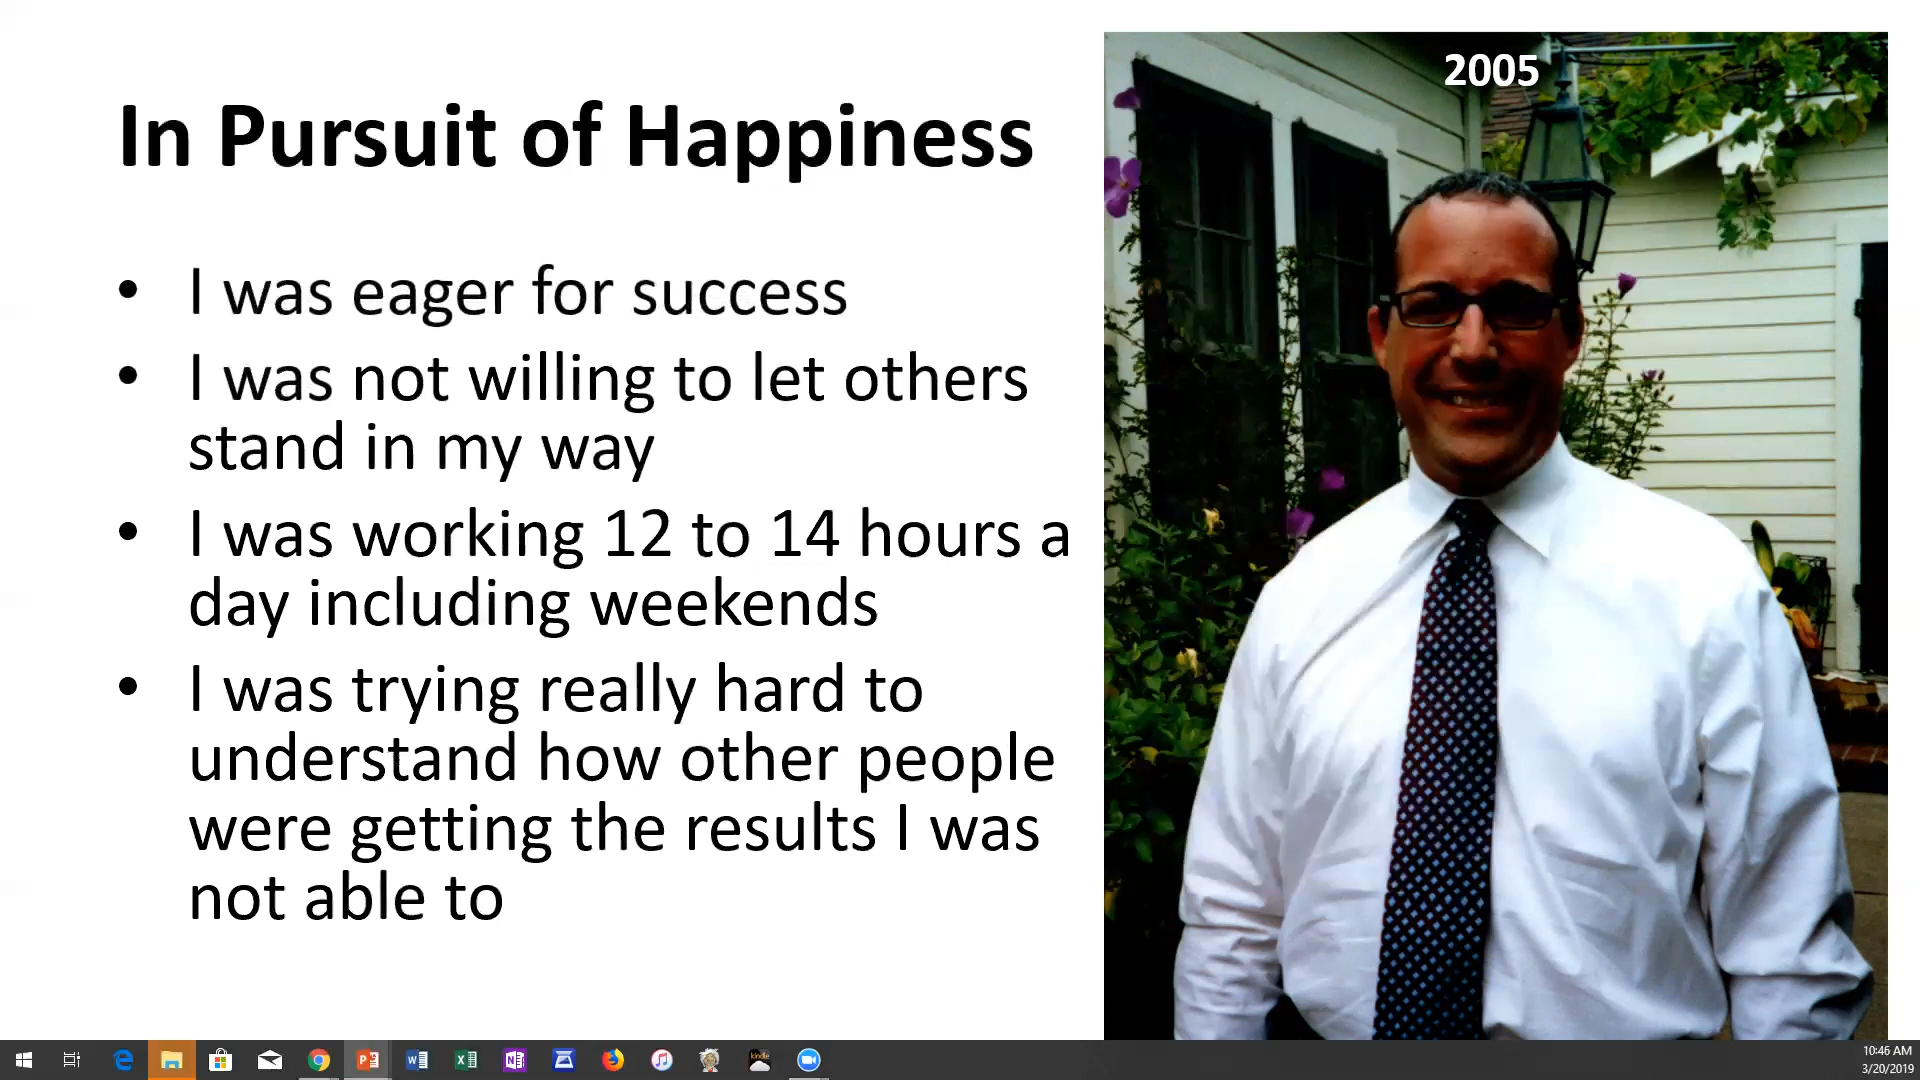 In Pursuit of Happiness
2005
• I was eager for success
• I was not willing to let others
stand in my way
• I was working 12 to 14 hours a
day including weekends
• I was trying really hard to
understand how other people
were getting the results I was
not able to
kindle
10:46 AM
3/20/2019